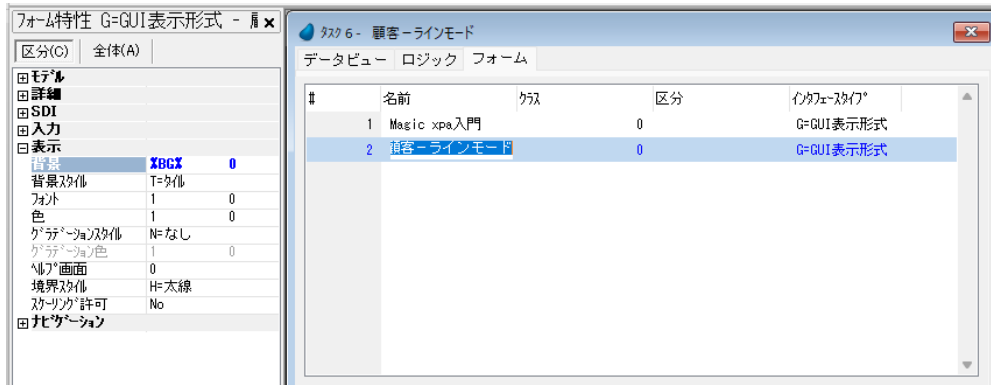 フォーム特性 G=GUI表示形式 - 
区分(C) 全体(A)
モデル
詳細
SDI
入力
表示
背景 %BG% 0
背景スタイル T=タイル
フォント 1 0
色 1 0
グラデーションスタイル N=なし
グラデーション色 1 0
ヘルプ画面 0
境界スタイル H=太線
スケーリング許可 No
ナビゲーション
タスク 6 - 顧客-ラインモード
データビュー ロジック フォーム
# 名前 クラス 区分 インタフェースタイプ
1 Magic xpa入門 0 G=GUI表示形式
2 顧客-ラインモード 0 G=GUI表示形式